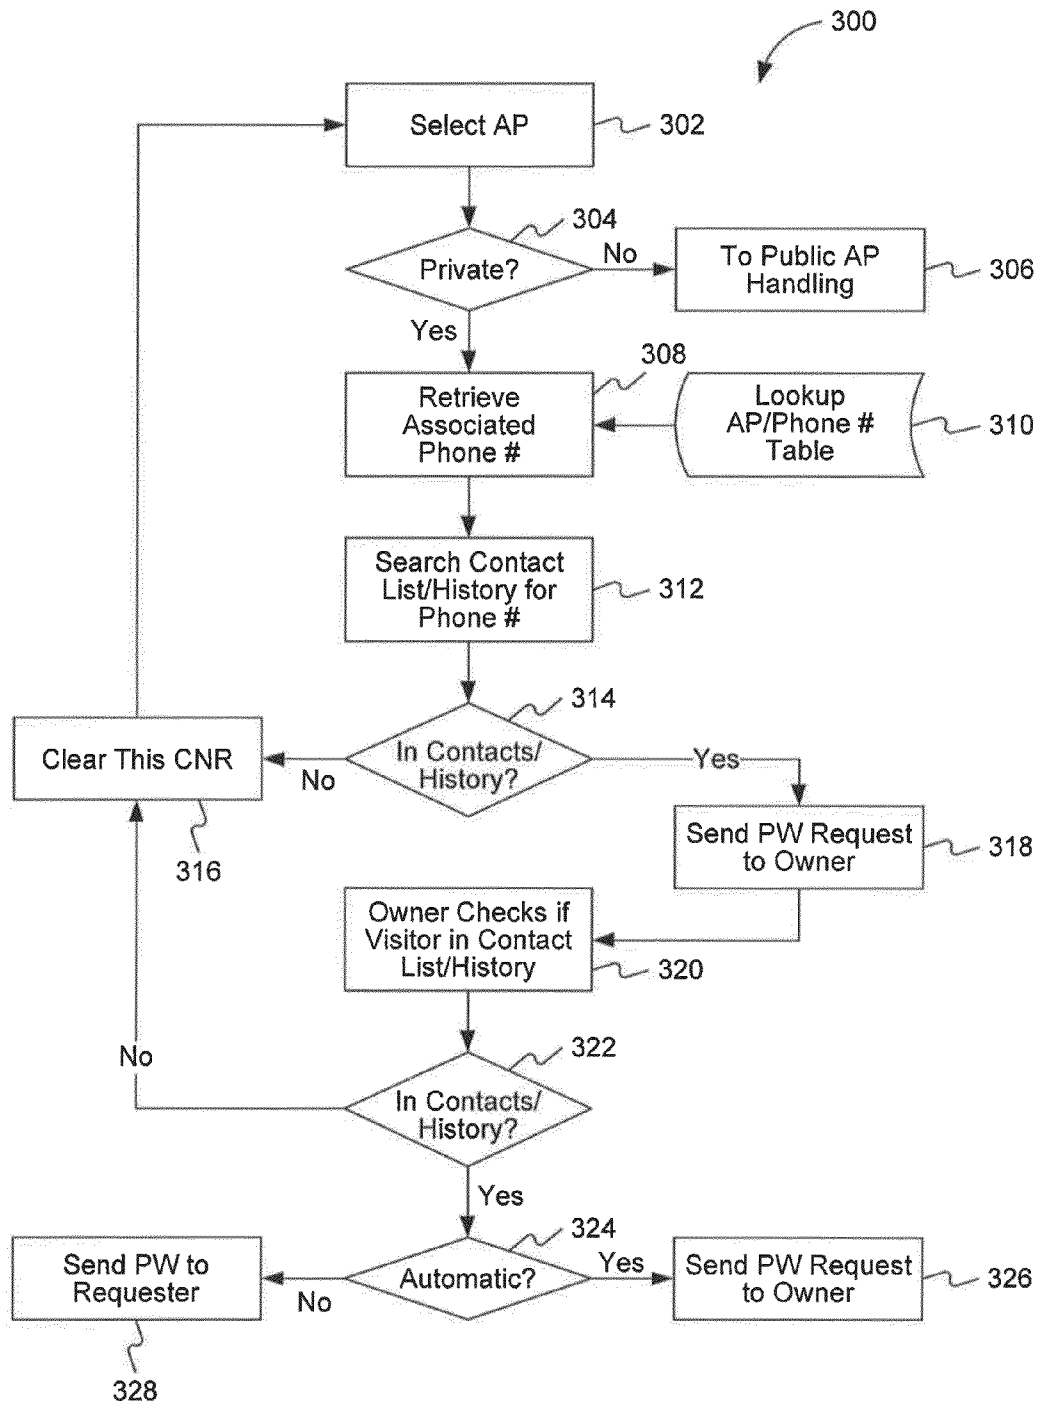 300
Select AP
302
304
Private?
No
To Public AP
Handling
306
Yes
308
Retrieve
Associated
Phone #
Lookup
AP/Phone #
Table
310
Search Contact
List/History for
Phone #
312
314
In Contacts/
History?
No
Clear This CNR
316
Yes
Send PW Request
to Owner
318
Owner Checks if
Visitor in Contact
List/History
320
322
In Contacts/
History?
No
Yes
324
Automatic?
Yes
Send PW Request
to Owner
326
No
Send PW to
Requester
328